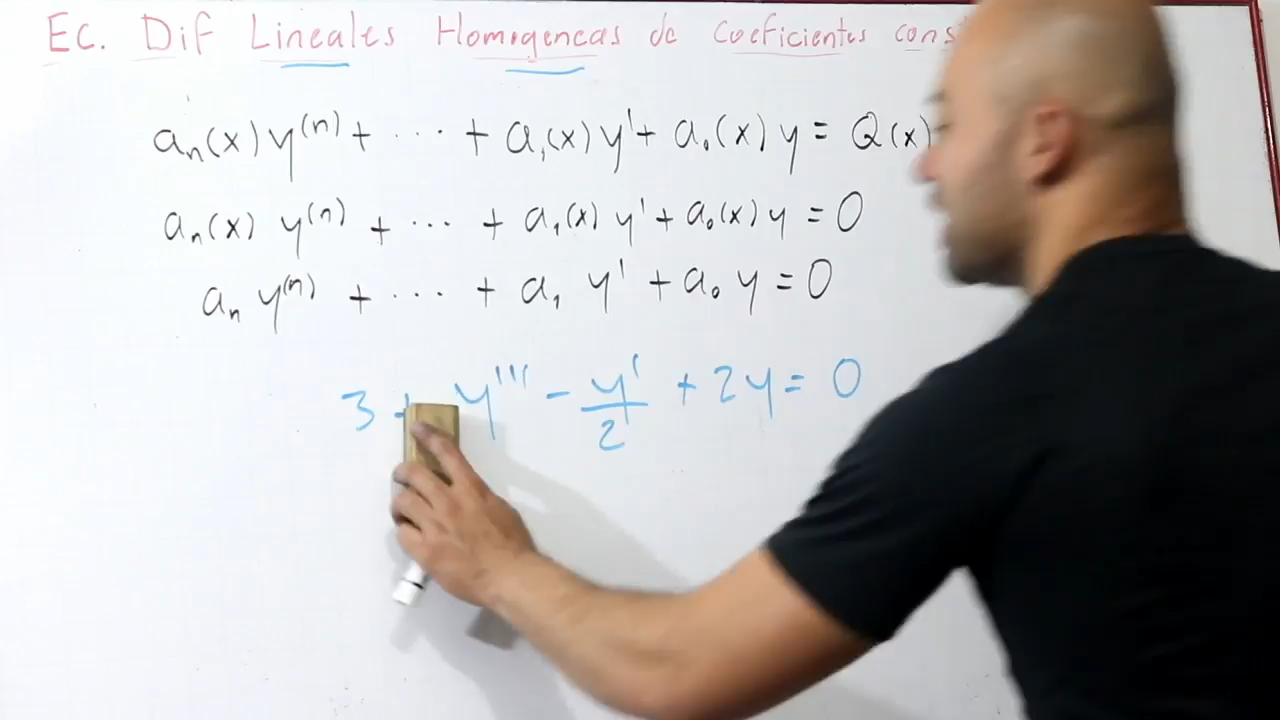 Ec. Dif Lineales Homogeneas de Coeficientes cons
aₙ(x) y⁽ⁿ⁾ + ... + a₁(x) y' + a₀(x) y = Q(x)
aₙ(x) y⁽ⁿ⁾ + ... + a₁(x) y' + a₀(x) y = 0
aₙ y⁽ⁿ⁾ + ... + a₁ y' + a₀ y = 0
3 + y''' - y'/2 + 2y = 0